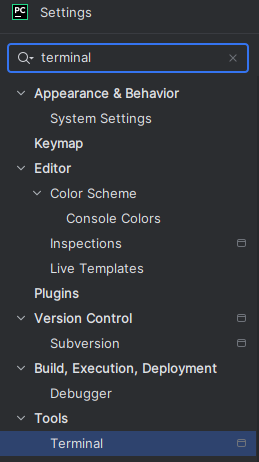 PC Settings
terminal
Appearance & Behavior
System Settings
Keymap
Editor
Color Scheme
Console Colors
Inspections
Live Templates
Plugins
Version Control
Subversion
Build, Execution, Deployment
Debugger
Tools
Terminal